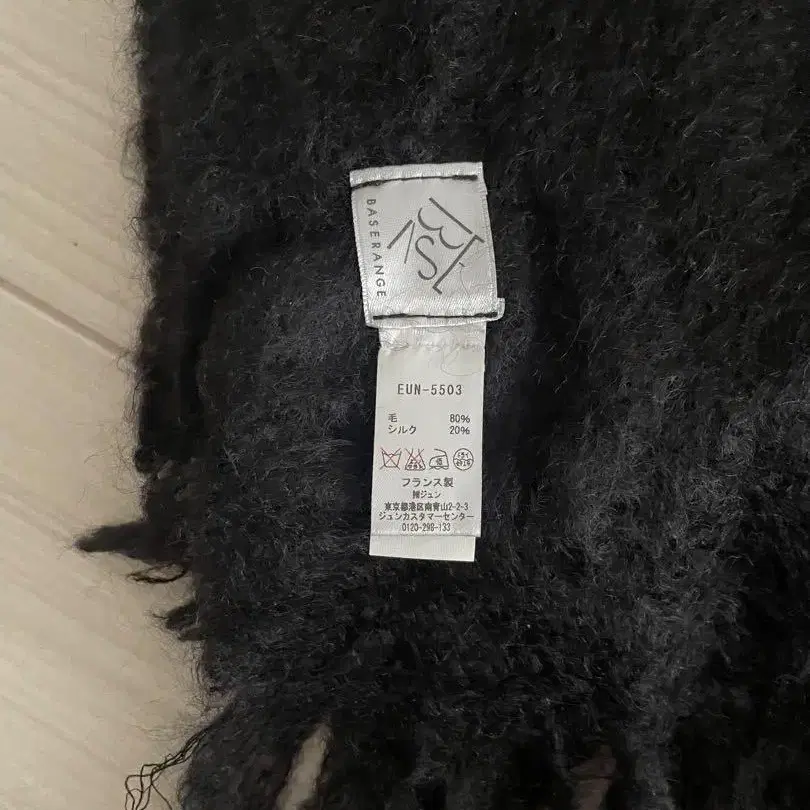 BASE
BASERANGE
EUN-5503
毛 80%
シルク 20%
フランス製
㈱ジュン
東京都港区南青山2-2-3
ジュンカスタマーセンター
0120-298-133